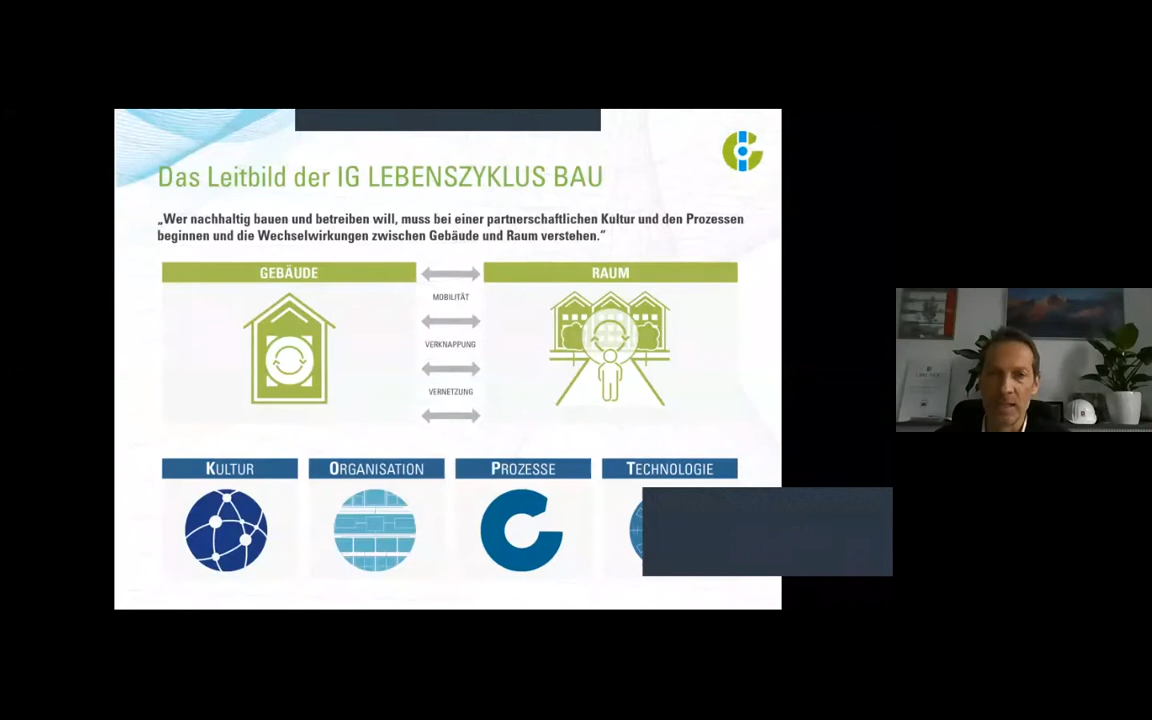 Das Leitbild der IG LEBENSZYKLUS BAU
„Wer nachhaltig bauen und betreiben will, muss bei einer partnerschaftlichen Kultur und den Prozessen
beginnen und die Wechselwirkungen zwischen Gebäude und Raum verstehen.“
GEBÄUDE
RAUM
MOBILITÄT
VERKNAPPUNG
VERNETZUNG
KULTUR
ORGANISATION
PROZESSE
TECHNOLOGIE